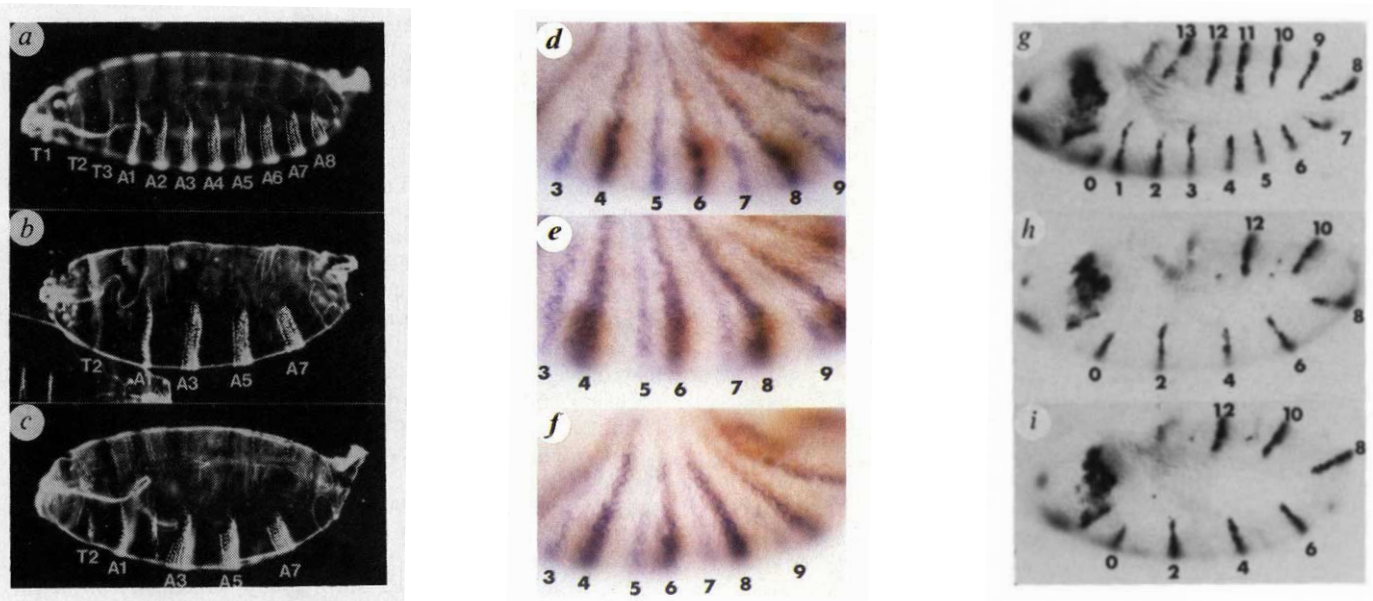 a
T1 T2 T3 A1 A2 A3 A4 A5 A6 A7 A8
b
T2 A1 A3 A5 A7
c
T2 A1 A3 A5 A7
d
3 4 5 6 7 8 9
e
3 4 5 6 7 8 9
f
3 4 5 6 7 8 9
g
13 12 11 10 9 8
7
0 1 2 3 4 5 6
h
12 10
8
0 2 4 6
i
12 10
8
0 2 4 6